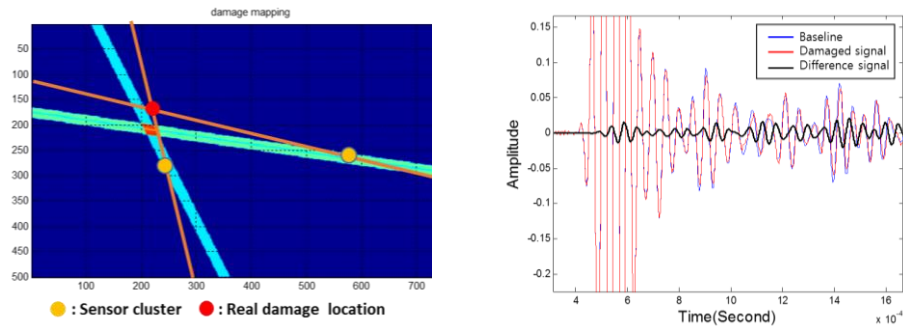 damage mapping
50
100
150
200
250
300
350
400
450
500
100 200 300 400 500 600 700
: Sensor cluster : Real damage location
0.15
0.1
0.05
0
-0.05
-0.1
-0.15
-0.2
Amplitude
Baseline
Damaged signal
Difference signal
4 6 8 10 12 14 16
x 10⁻⁴
Time(Second)